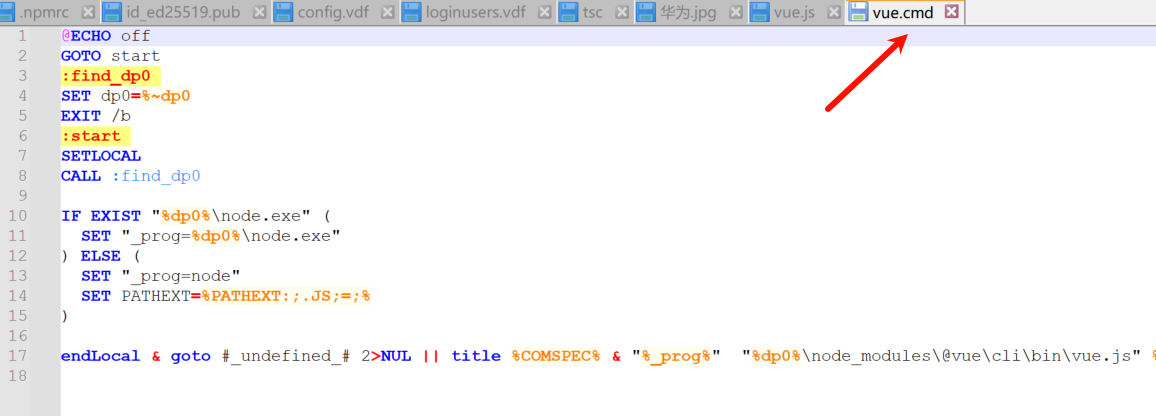 .npmrc id_ed25519.pub config.vdf loginusers.vdf tsc 华为.jpg vue.js vue.cmd
1 @ECHO off
2 GOTO start
3 :find_dp0
4 SET dp0=%~dp0
5 EXIT /b
6 :start
7 SETLOCAL
8 CALL :find_dp0
9
10 IF EXIST "%dp0%\node.exe" (
11 SET "_prog=%dp0%\node.exe"
12 ) ELSE (
13 SET "_prog=node"
14 SET PATHEXT=%PATHEXT:;.JS;=;%
15 )
16
17 endLocal & goto #_undefined_# 2>NUL || title %COMSPEC% & "%_prog%" "%dp0%\node_modules\@vue\cli\bin\vue.js" %
18